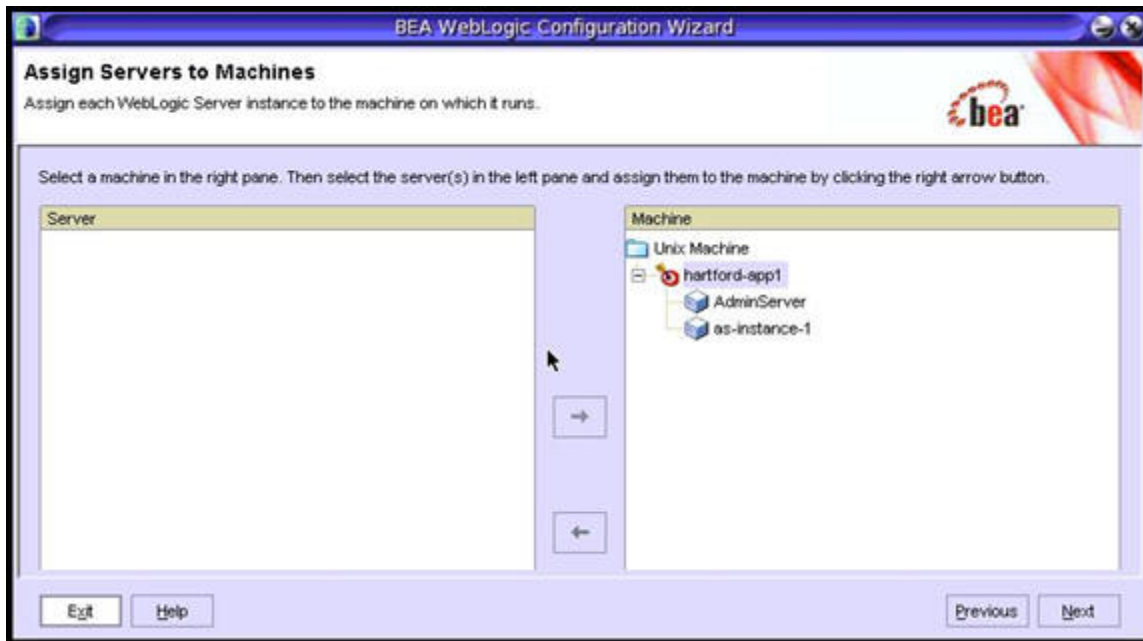 BEA WebLogic Configuration Wizard
Assign Servers to Machines
Assign each WebLogic Server instance to the machine on which it runs.
bea
Select a machine in the right pane. Then select the server(s) in the left pane and assign them to the machine by clicking the right arrow button.
Server
Machine
Unix Machine
hartford-app1
AdminServer
as-instance-1
Exit
Help
Previous
Next